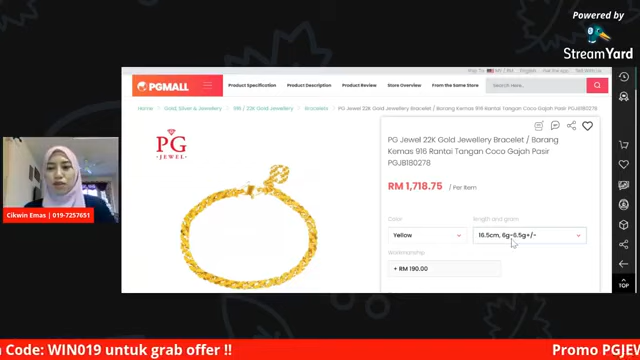 Powered by
StreamYard
PGMALL
Product Specification
Product Description
Product Review
Store Overview
From the Same Store
Search here...
Home
Gold, Silver & Jewellery
916 / 22K Gold Jewellery
Bracelets
PG Jewel 22K Gold Jewellery Bracelet / Barang Kemas 916 Rantai Tangan Coco Gajah Pasir PGJB180278
PG
JEWEL
PG Jewel 22K Gold Jewellery Bracelet / Barang
Kemas 916 Rantai Tangan Coco Gajah Pasir
PGJB180278
RM 1,718.75 / Per Item
Color
length and gram
Yellow
16.5cm, 6g~6.5g+/-
Workmanship
+ RM 190.00
TOP
Cikwin Emas | 019-7257651
Code: WIN019 untuk grab offer !!
Promo PGJEW